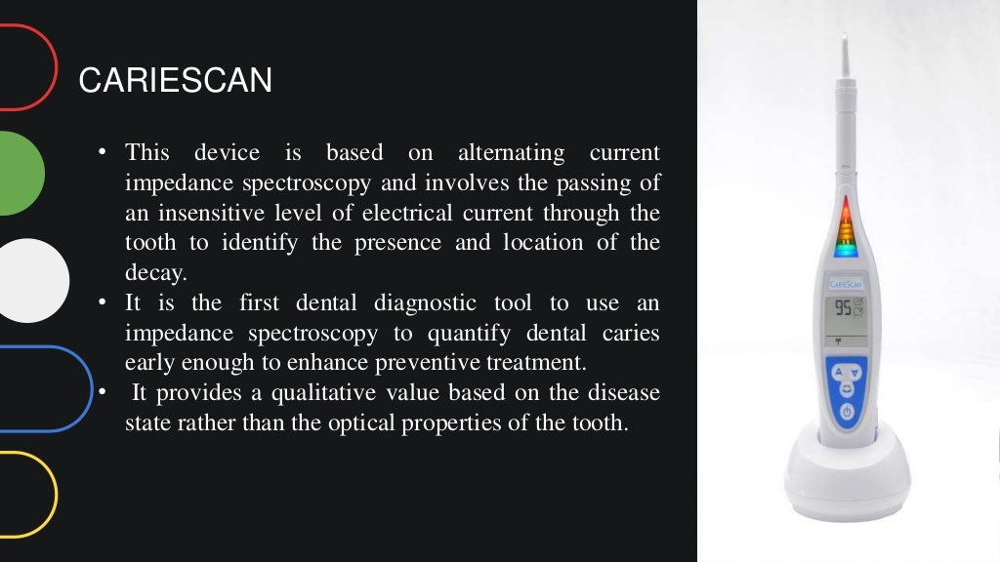 CARIESCAN
• This device is based on alternating current
impedance spectroscopy and involves the passing of
an insensitive level of electrical current through the
tooth to identify the presence and location of the
decay.
• It is the first dental diagnostic tool to use an
impedance spectroscopy to quantify dental caries
early enough to enhance preventive treatment.
• It provides a qualitative value based on the disease
state rather than the optical properties of the tooth.
CARIESCAN
95